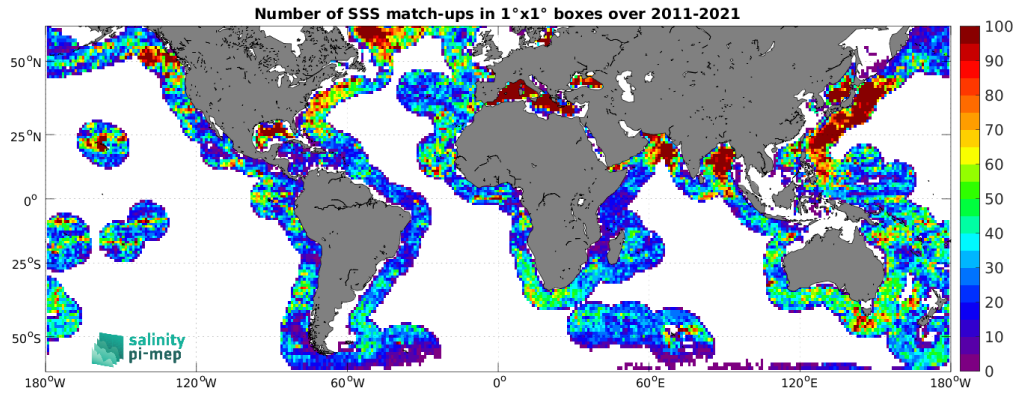 Number of SSS match-ups in 1°x1° boxes over 2011-2021
100
90
80
70
60
50
40
30
20
10
0
50°N
25°N
0°
25°S
50°S
salinity
pi-mep
180°W
120°W
60°W
0°
60°E
120°E
180°W